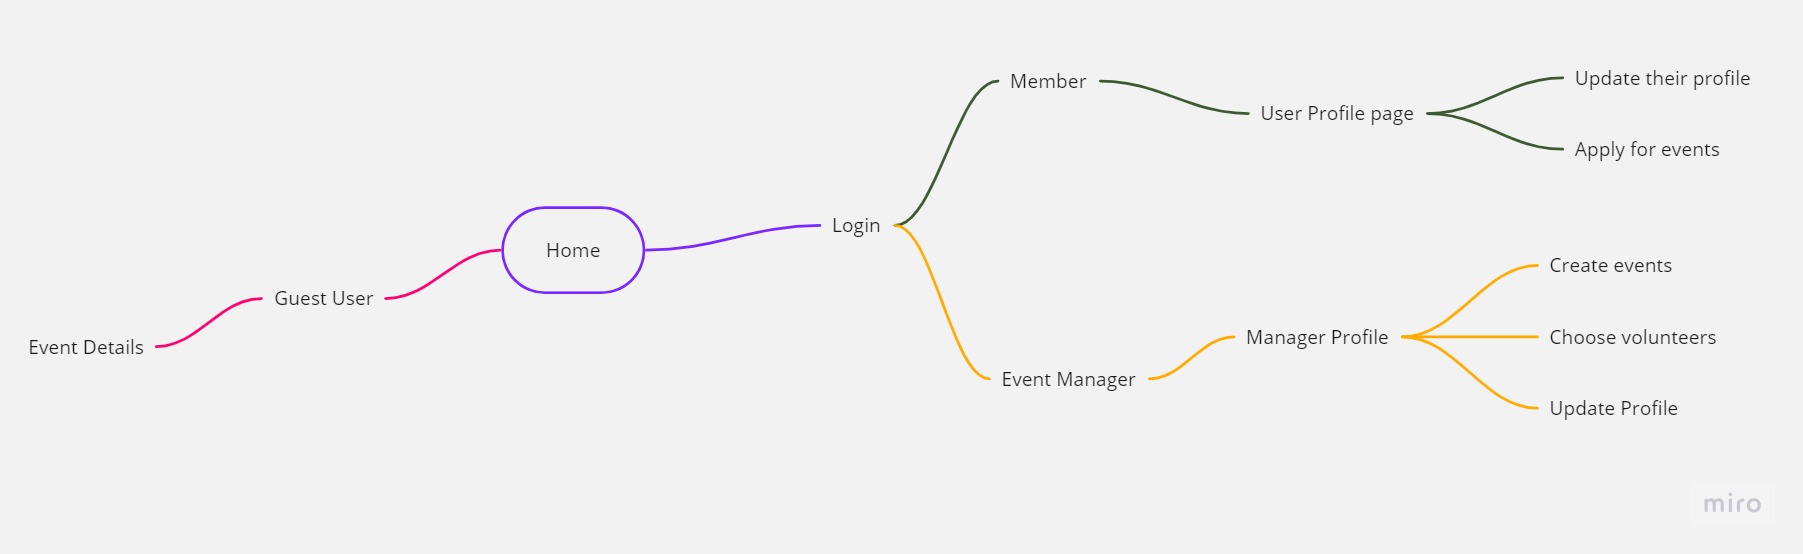 Home
Guest User
Event Details
Login
Member
User Profile page
Update their profile
Apply for events
Event Manager
Manager Profile
Create events
Choose volunteers
Update Profile
miro